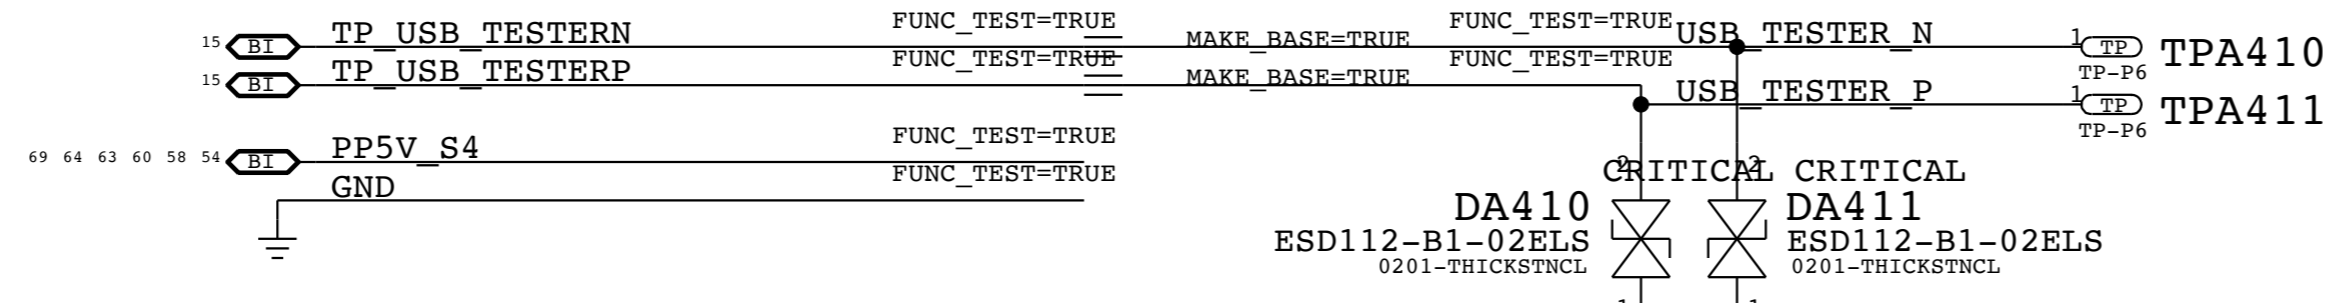 FUNC_TEST=TRUE FUNC_TEST=TRUE
15 BI TP_USB_TESTERN MAKE_BASE=TRUE USB_TESTER_N 1 TP TPA410
FUNC_TEST=TRUE FUNC_TEST=TRUE TP-P6
15 BI TP_USB_TESTERP MAKE_BASE=TRUE USB_TESTER_P 1 TP TPA411
TP-P6
FUNC_TEST=TRUE
69 64 63 60 58 54 BI PP5V_S4
FUNC_TEST=TRUE
GND
2 2
CRITICAL CRITICAL
DA410 DA411
ESD112-B1-02ELS ESD112-B1-02ELS
0201-THICKSTNCL 0201-THICKSTNCL
1 1